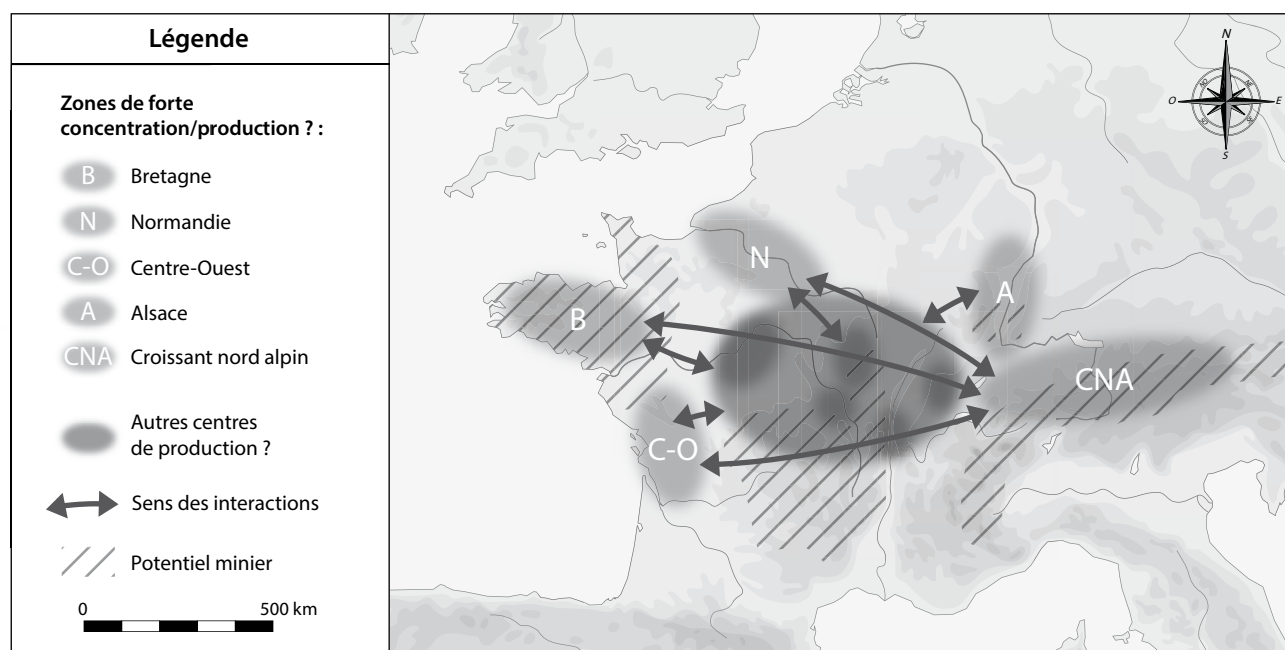 Légende
Zones de forte
concentration/production ? :
B Bretagne
N Normandie
C-O Centre-Ouest
A Alsace
CNA Croissant nord alpin
Autres centres
de production ?
Sens des interactions
Potentiel minier
0 500 km
N
O E
S
N
A
B
CNA
C-O